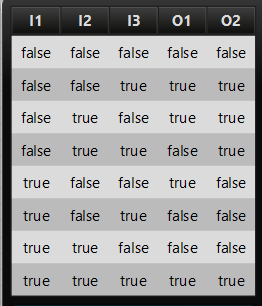 I1 I2 I3 O1 O2
false false false false false
false false true true true
false true false true false
false true true false true
true false false true false
true false true false false
true true false false false
true true true true true